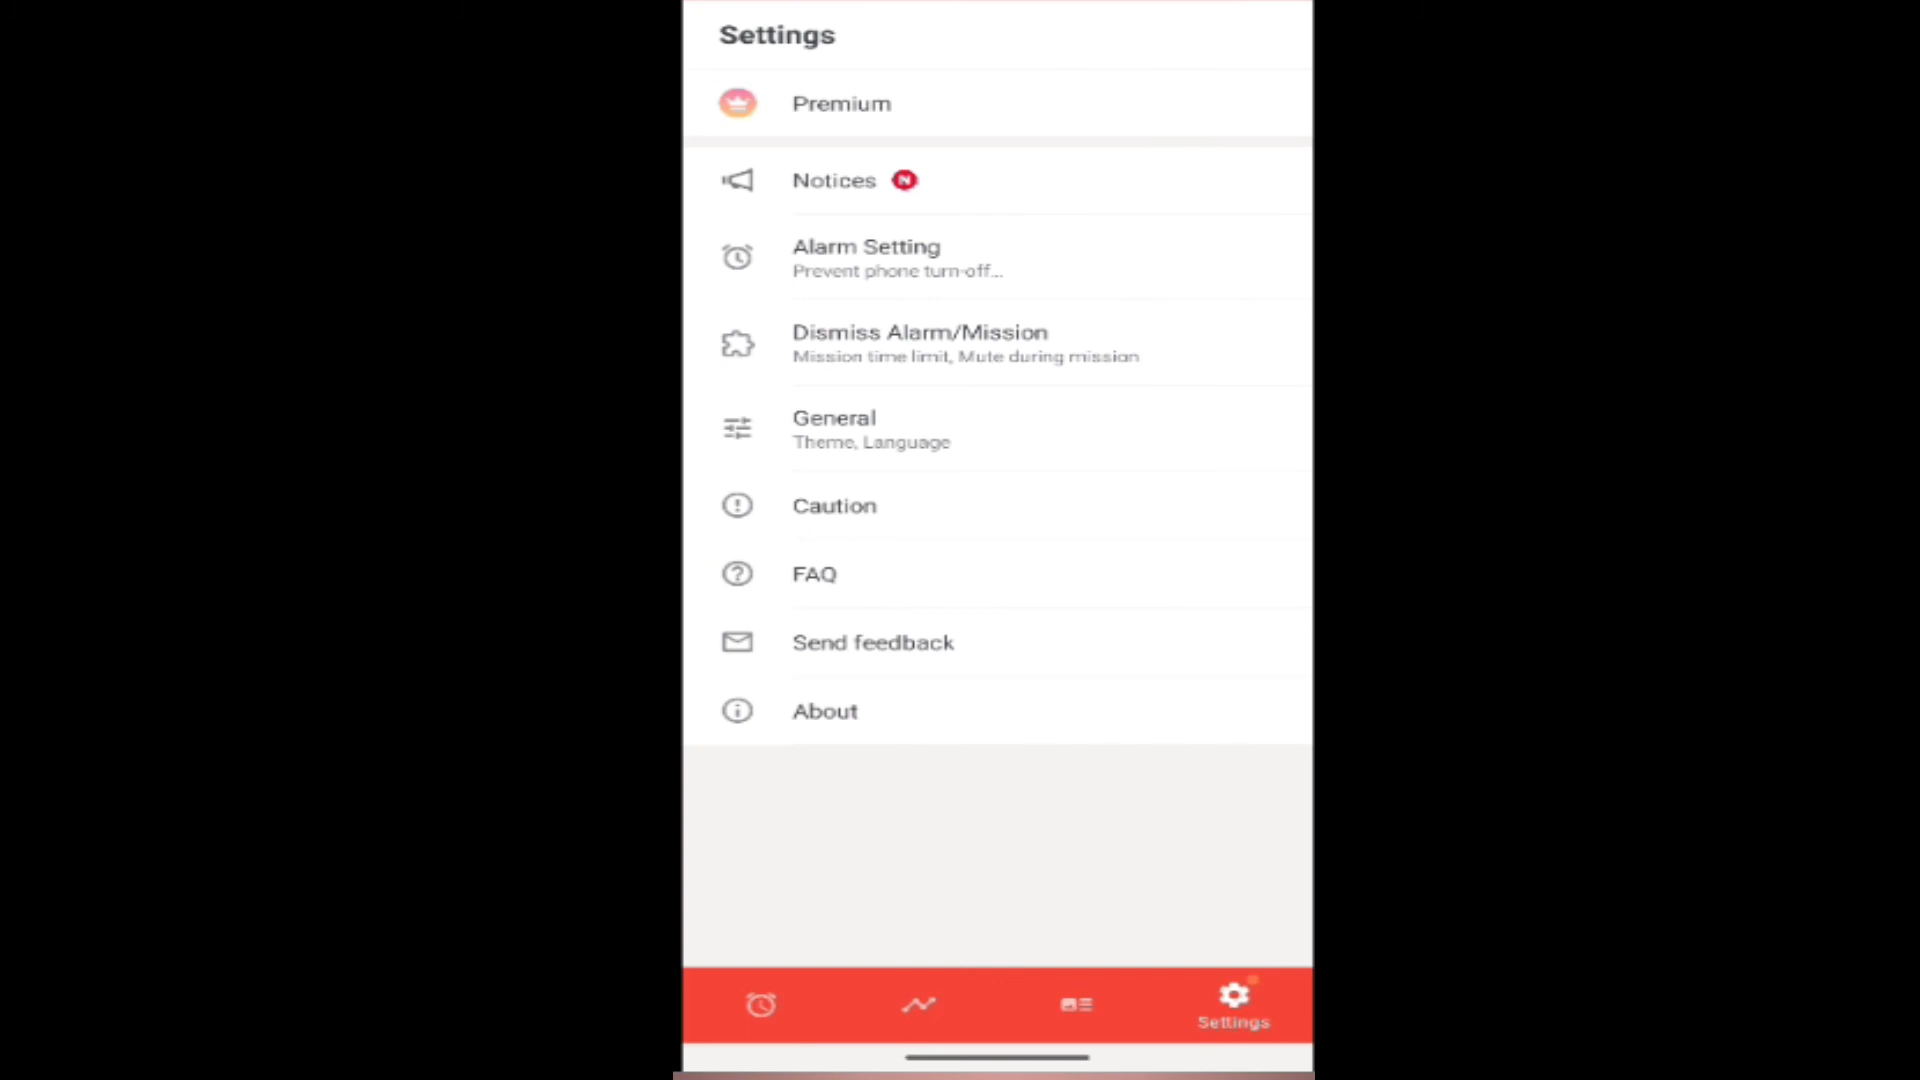 Settings
Premium
Notices N
Alarm Setting
Prevent phone turn-off...
Dismiss Alarm/Mission
Mission time limit, Mute during mission
General
Theme, Language
Caution
FAQ
Send feedback
About
Settings